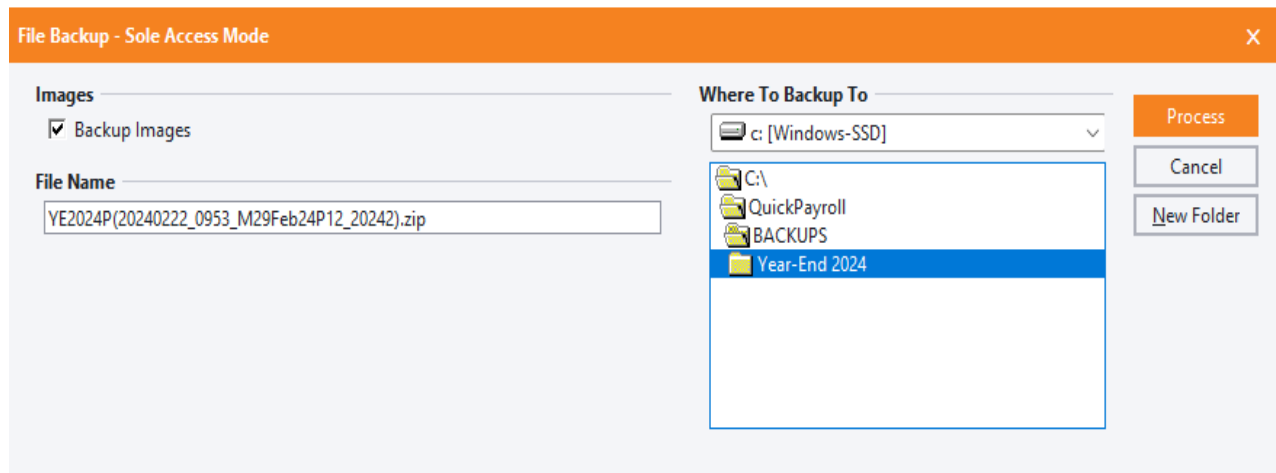 File Backup - Sole Access Mode
X
Images
Backup Images
File Name
YE2024P(20240222_0953_M29Feb24P12_20242).zip
Where To Backup To
c: [Windows-SSD]
C:\
QuickPayroll
BACKUPS
Year-End 2024
Process
Cancel
New Folder